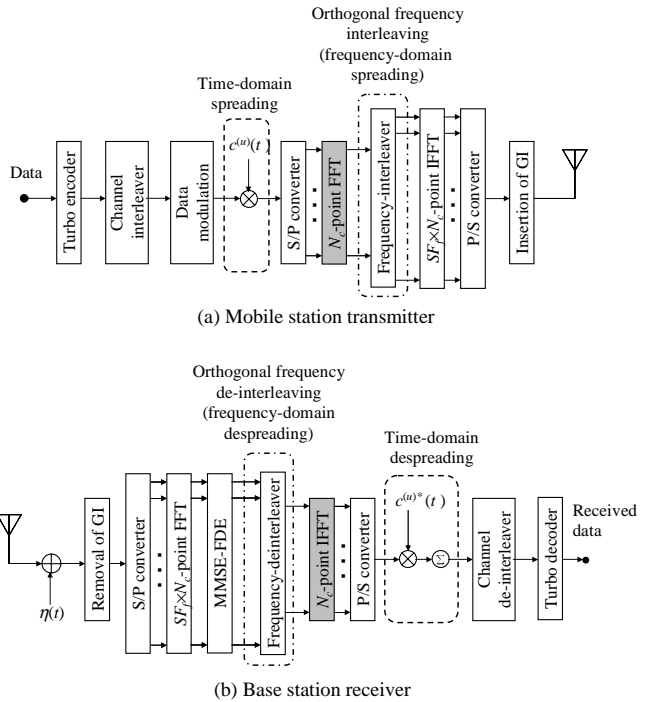 Orthogonal frequency
interleaving
(frequency-domain
spreading)
Time-domain
spreading
c(u)(t)
Data
Turbo encoder
Channel
interleaver
Data
modulation
S/P converter
Nc-point FFT
Frequency-interleaver
SFf×Nc-point IFFT
P/S converter
Insertion of GI
(a) Mobile station transmitter
Orthogonal frequency
de-interleaving
(frequency-domain
despreading)
Time-domain
despreading
c(u)*(t)
η(t)
Removal of GI
S/P converter
SFf×Nc-point FFT
MMSE-FDE
Frequency-deinterleaver
Nc-point IFFT
P/S converter
Σ
Channel
de-interleaver
Turbo decoder
Received
data
(b) Base station receiver